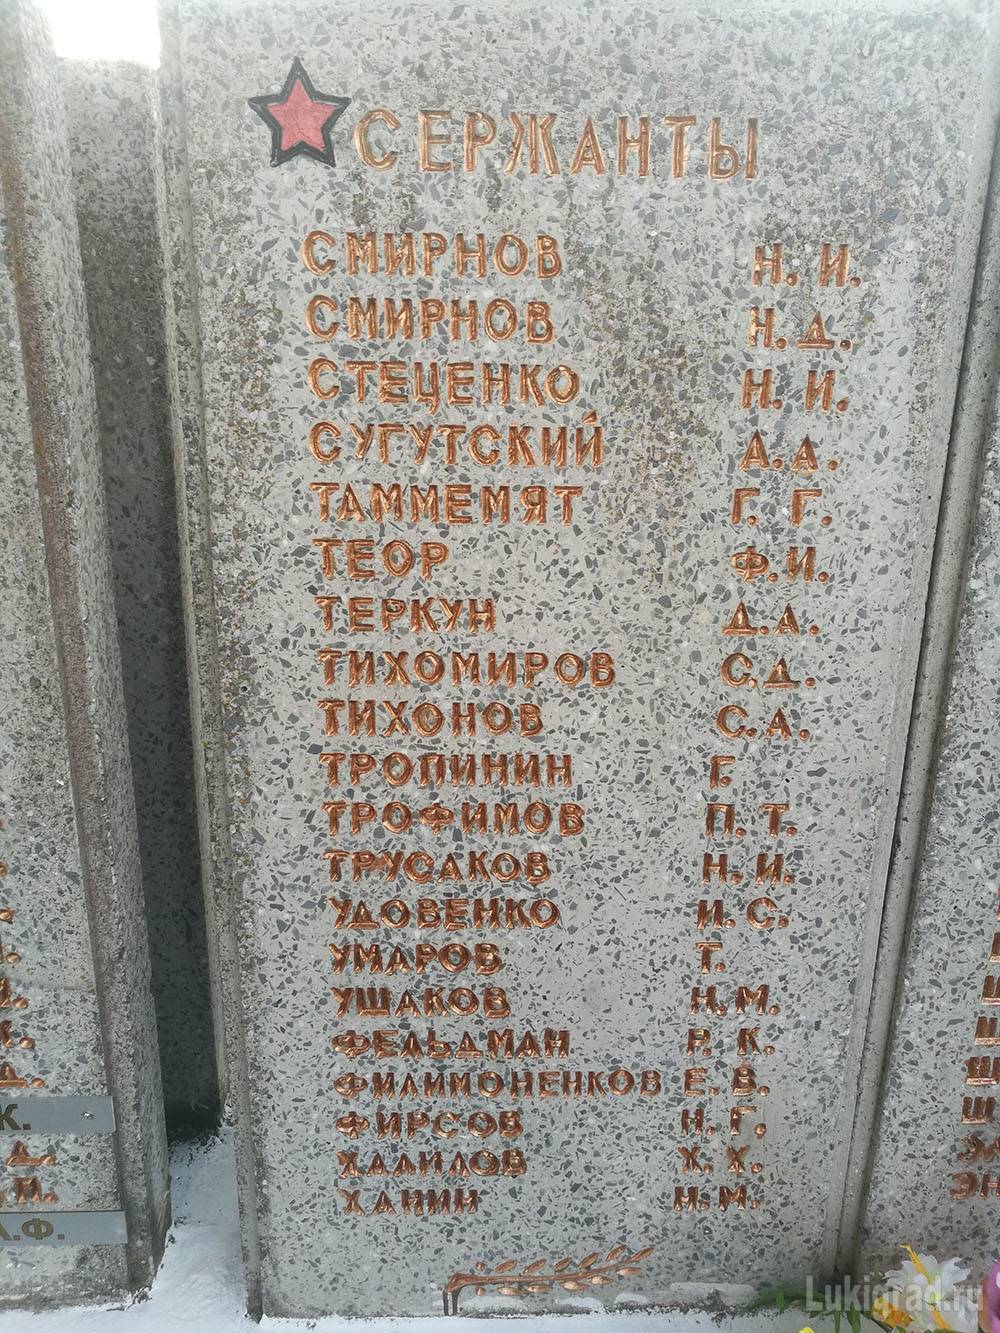 СЕРЖАНТЫ
СМИРНОВ Н. И.
СМИРНОВ Н. Д.
СТЕЦЕНКО Н. И.
СУГУТСКИЙ А. А.
ТАММЕМЯТ Г. Г.
ТЕОР Ф. И.
ТЕРКУН Д. А.
ТИХОМИРОВ С. Д.
ТИХОНОВ С. А.
ТРОПИНИН Г.
ТРОФИМОВ П. Т.
ТРУСАКОВ Н. И.
УДОВЕНКО И. С.
УМАРОВ Т.
УШАКОВ Н. М.
ФЕЛЬДМАН Р. К.
ФИЛИМОНЕНКОВ Е. В.
ФИРСОВ Н. Г.
ХАЛИЛОВ Х. Х.
ХАНИН Н. М.
Lukigrad.ru